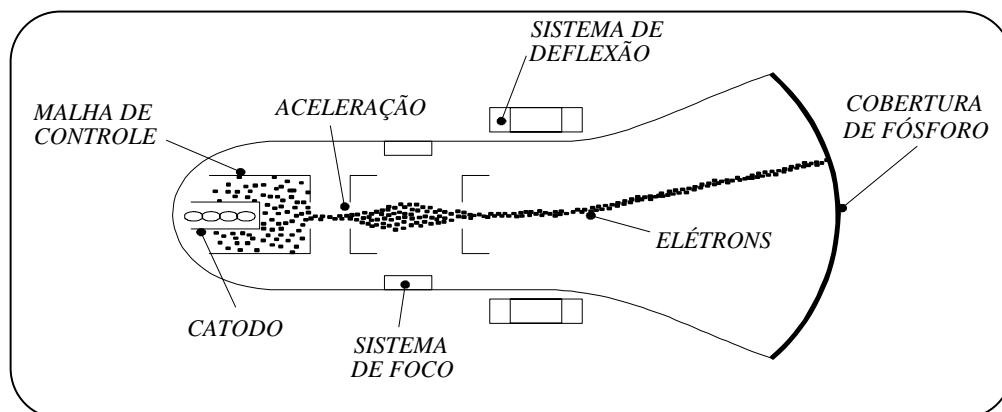 SISTEMA DE
DEFLEXÃO
MALHA DE
CONTROLE
ACELERAÇÃO
COBERTURA
DE FÓSFORO
ELÉTRONS
CATODO
SISTEMA
DE FOCO